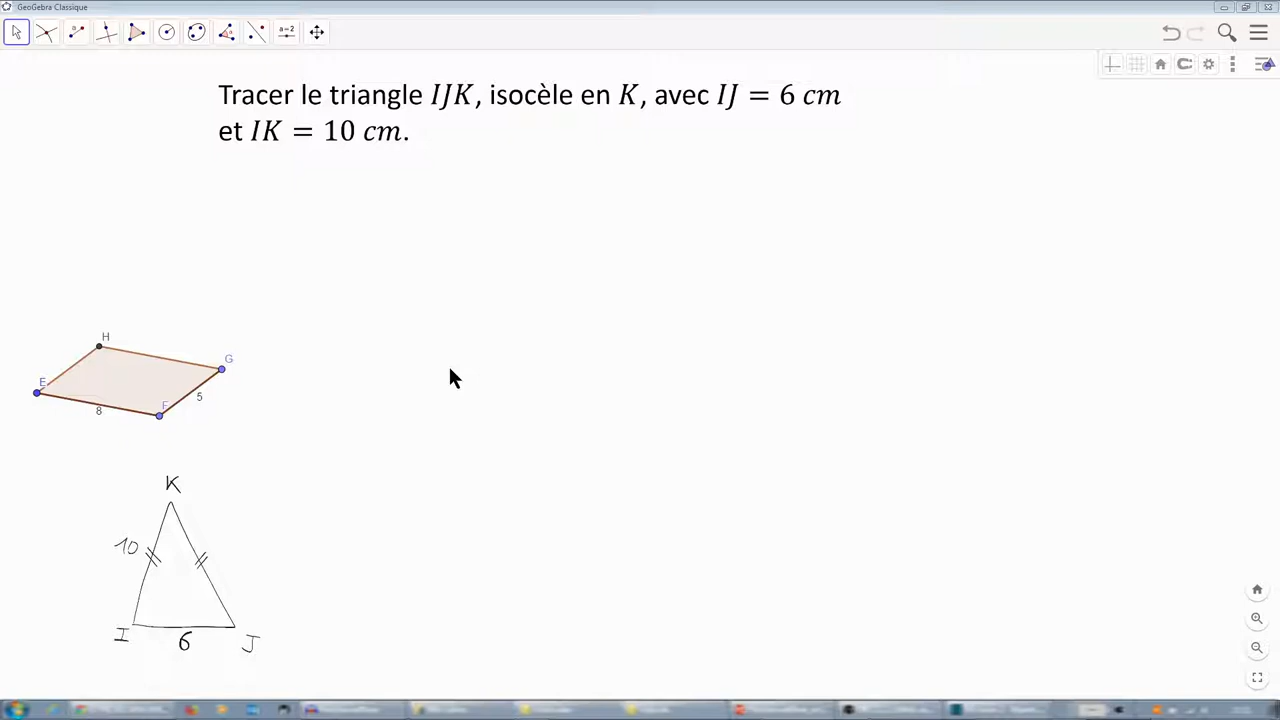 GeoGebra Classique
a=2
Tracer le triangle IJK, isocèle en K, avec IJ = 6 cm
et IK = 10 cm.
H
G
E
F
5
8
K
10
I
6
J